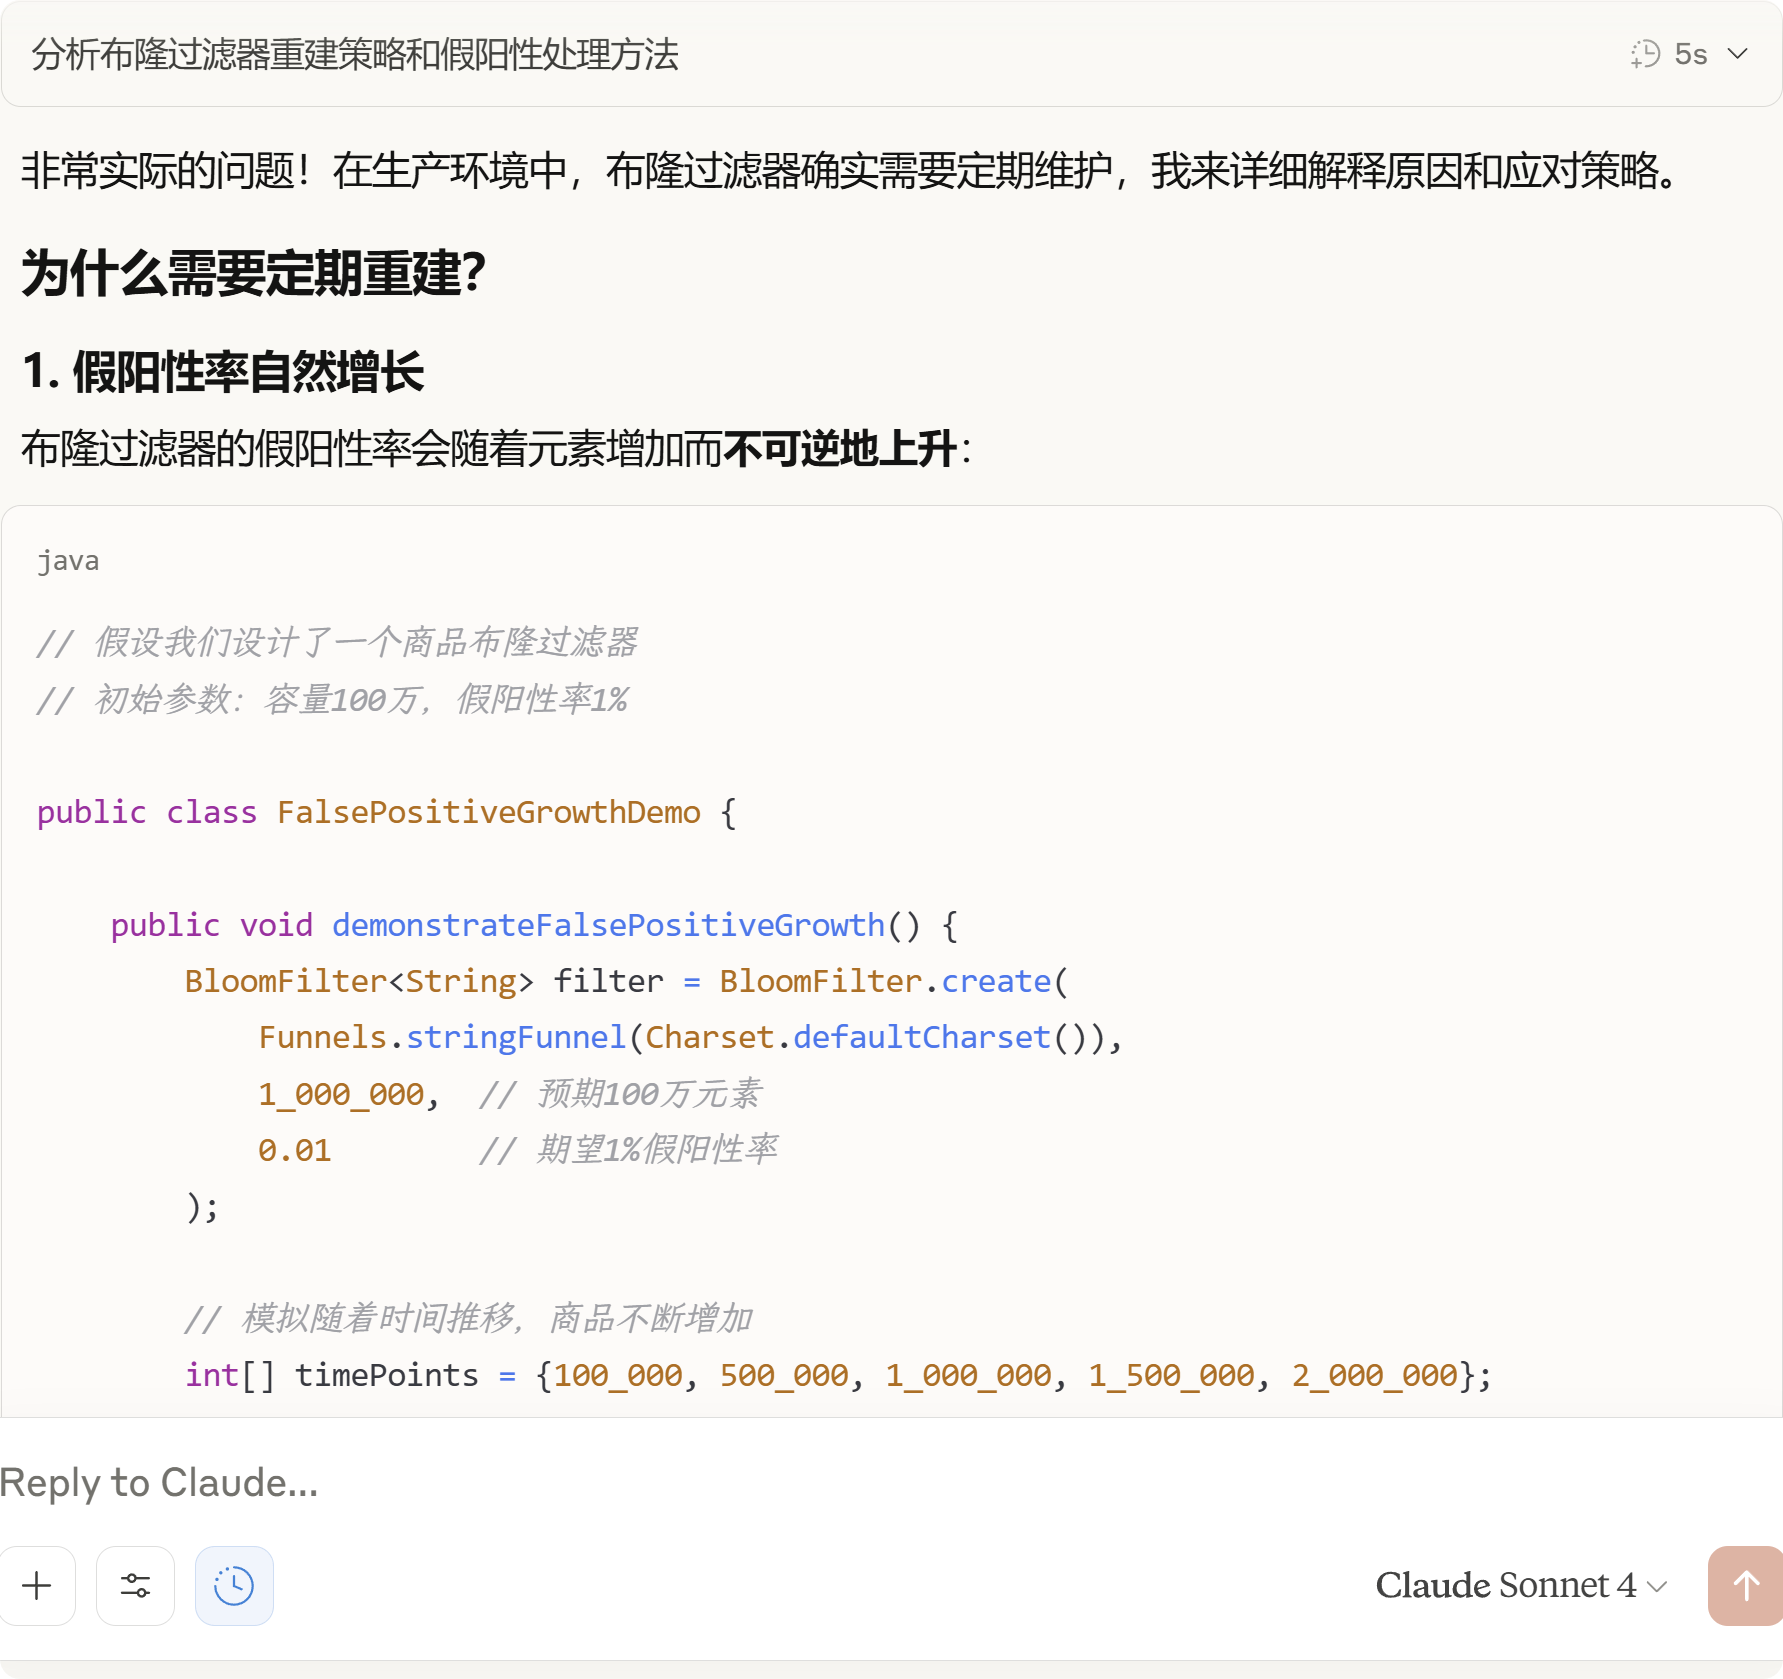 分析布隆过滤器重建策略和假阳性处理方法
5s
非常实际的问题！在生产环境中，布隆过滤器确实需要定期维护，我来详细解释原因和应对策略。
为什么需要定期重建？
1. 假阳性率自然增长
布隆过滤器的假阳性率会随着元素增加而不可逆地上升：
java
// 假设我们设计了一个商品布隆过滤器
// 初始参数：容量100万，假阳性率1%
public class FalsePositiveGrowthDemo {
public void demonstrateFalsePositiveGrowth() {
BloomFilter<String> filter = BloomFilter.create(
Funnels.stringFunnel(Charset.defaultCharset()),
1_000_000,  // 预期100万元素
0.01        // 期望1%假阳性率
);
// 模拟随着时间推移，商品不断增加
int[] timePoints = {100_000, 500_000, 1_000_000, 1_500_000, 2_000_000};
Reply to Claude...
Claude Sonnet 4